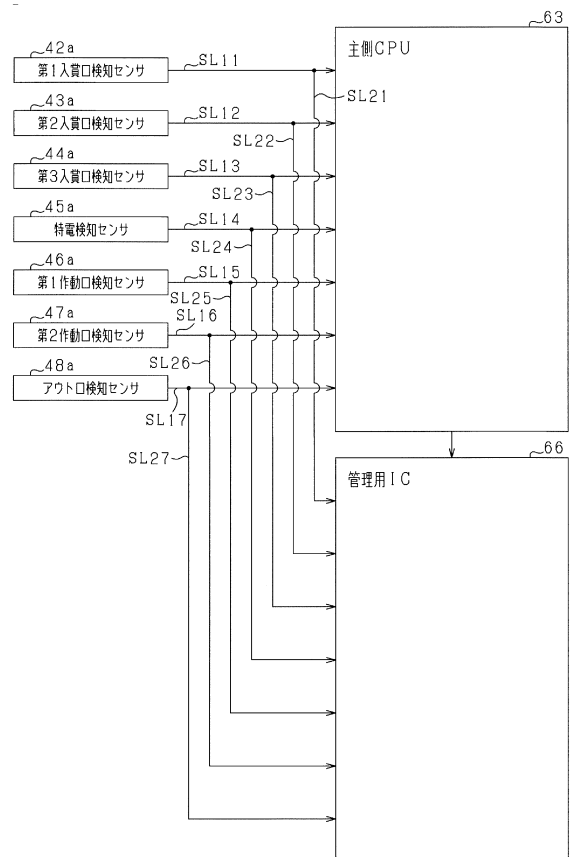 63
主側CPU
42a
第1入賞口検知センサ
SL11
SL21
43a
第2入賞口検知センサ
SL12
SL22
44a
第3入賞口検知センサ
SL13
SL23
45a
特電検知センサ
SL14
SL24
46a
第1作動口検知センサ
SL15
SL25
47a
第2作動口検知センサ
SL16
SL26
48a
アウト口検知センサ
SL17
SL27
66
管理用IC